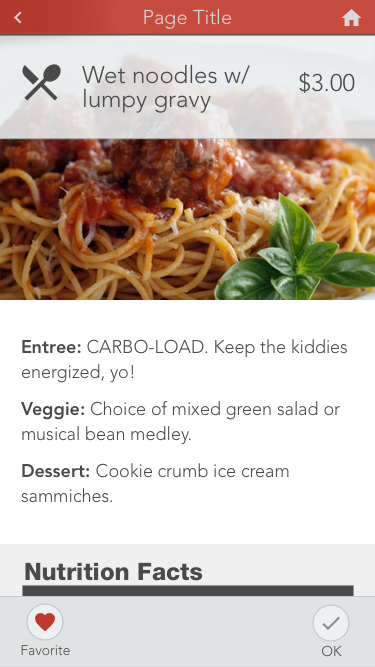 Page Title
Wet noodles w/
lumpy gravy
$3.00
Entree: CARBO-LOAD. Keep the kiddies
energized, yo!
Veggie: Choice of mixed green salad or
musical bean medley.
Dessert: Cookie crumb ice cream
sammiches.
Nutrition Facts
Favorite
OK